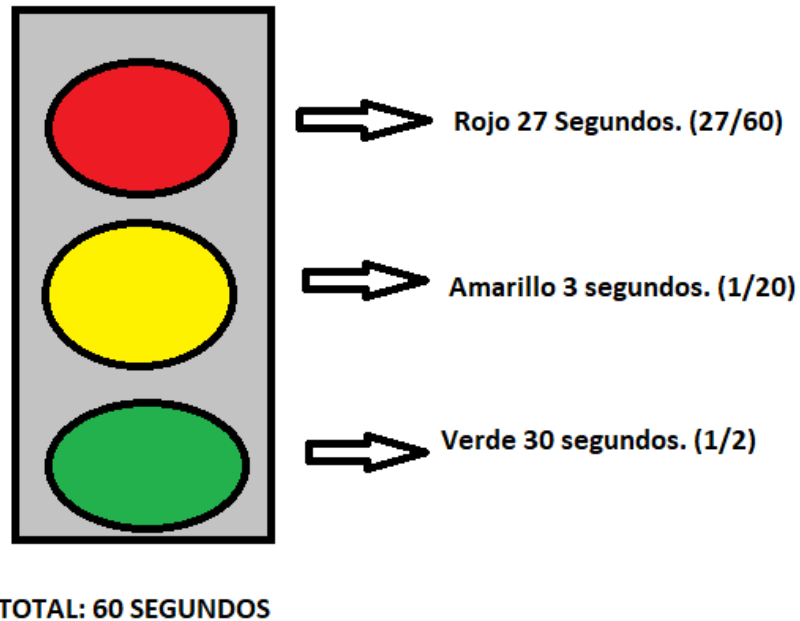 Rojo 27 Segundos. (27/60)
Amarillo 3 segundos. (1/20)
Verde 30 segundos. (1/2)
TOTAL: 60 SEGUNDOS